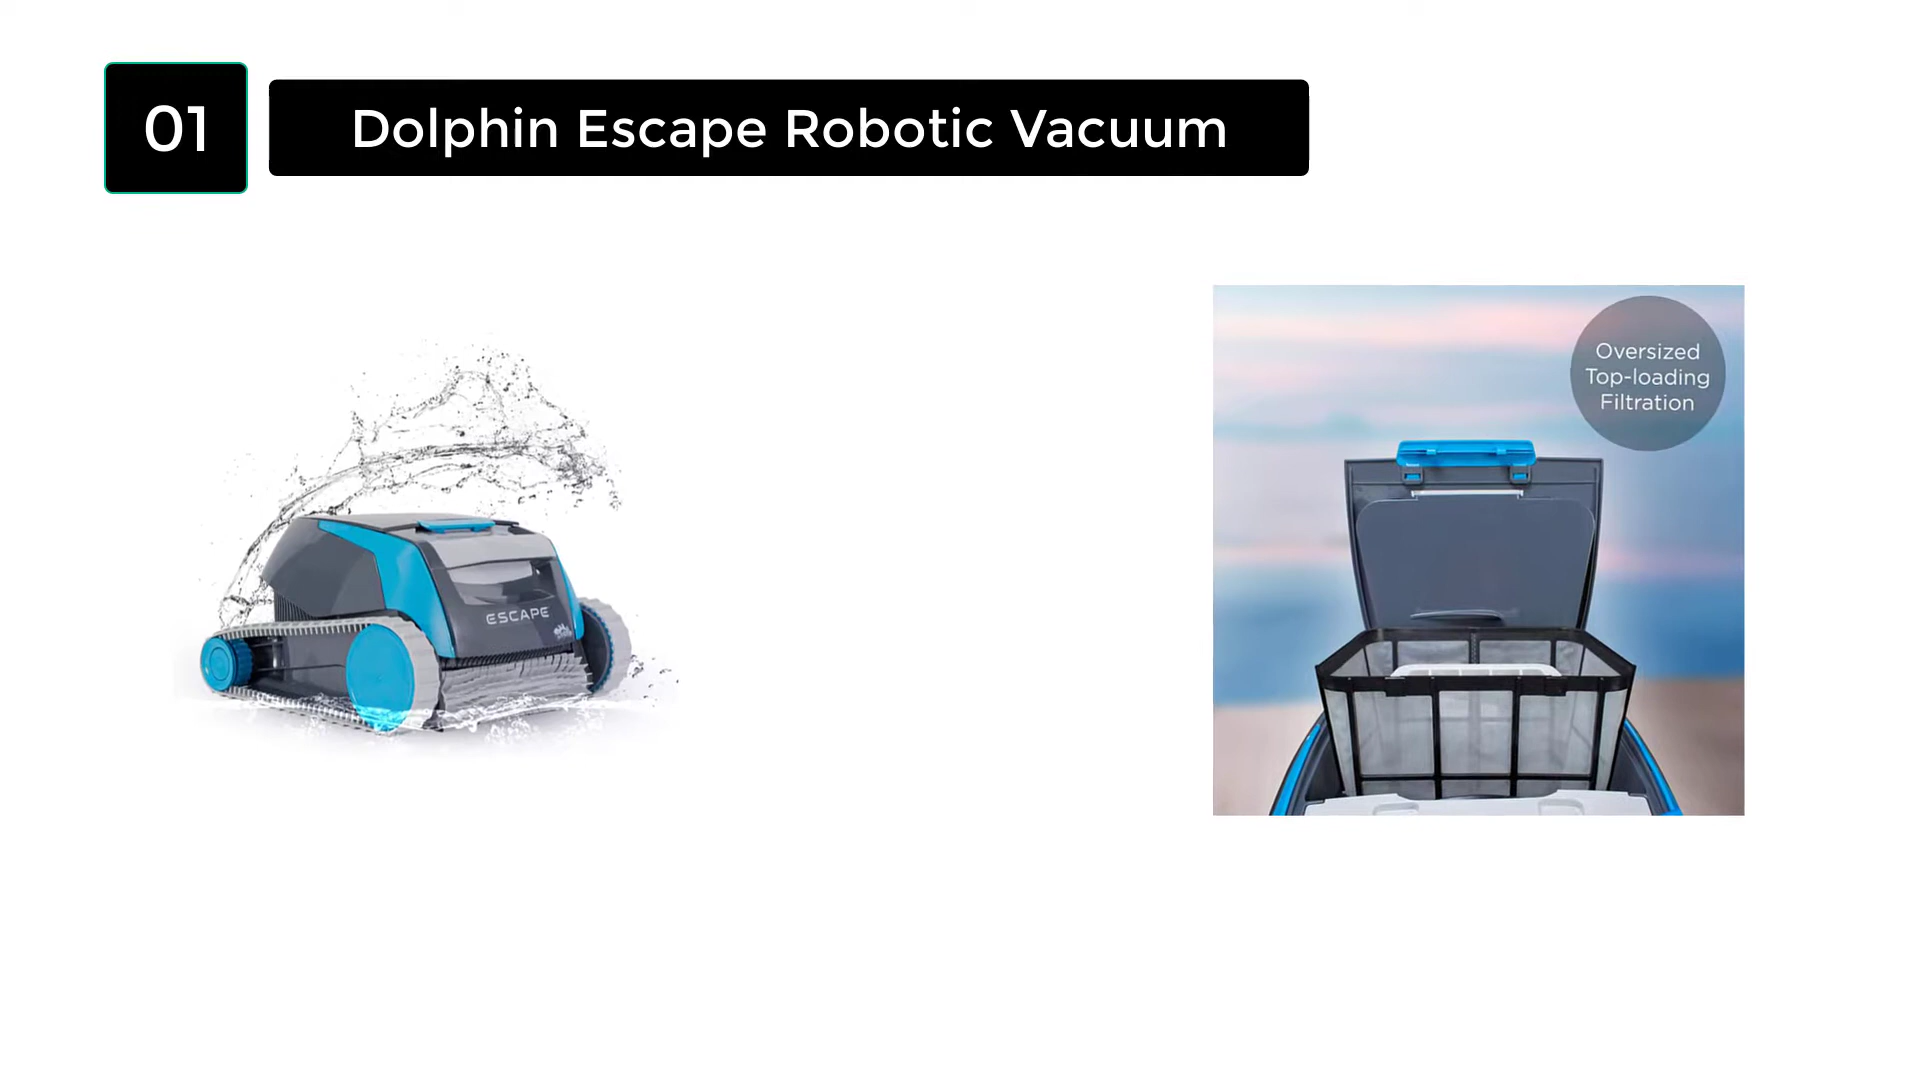 01
Dolphin Escape Robotic Vacuum
Oversized
Top-loading
Filtration
ESCAPE